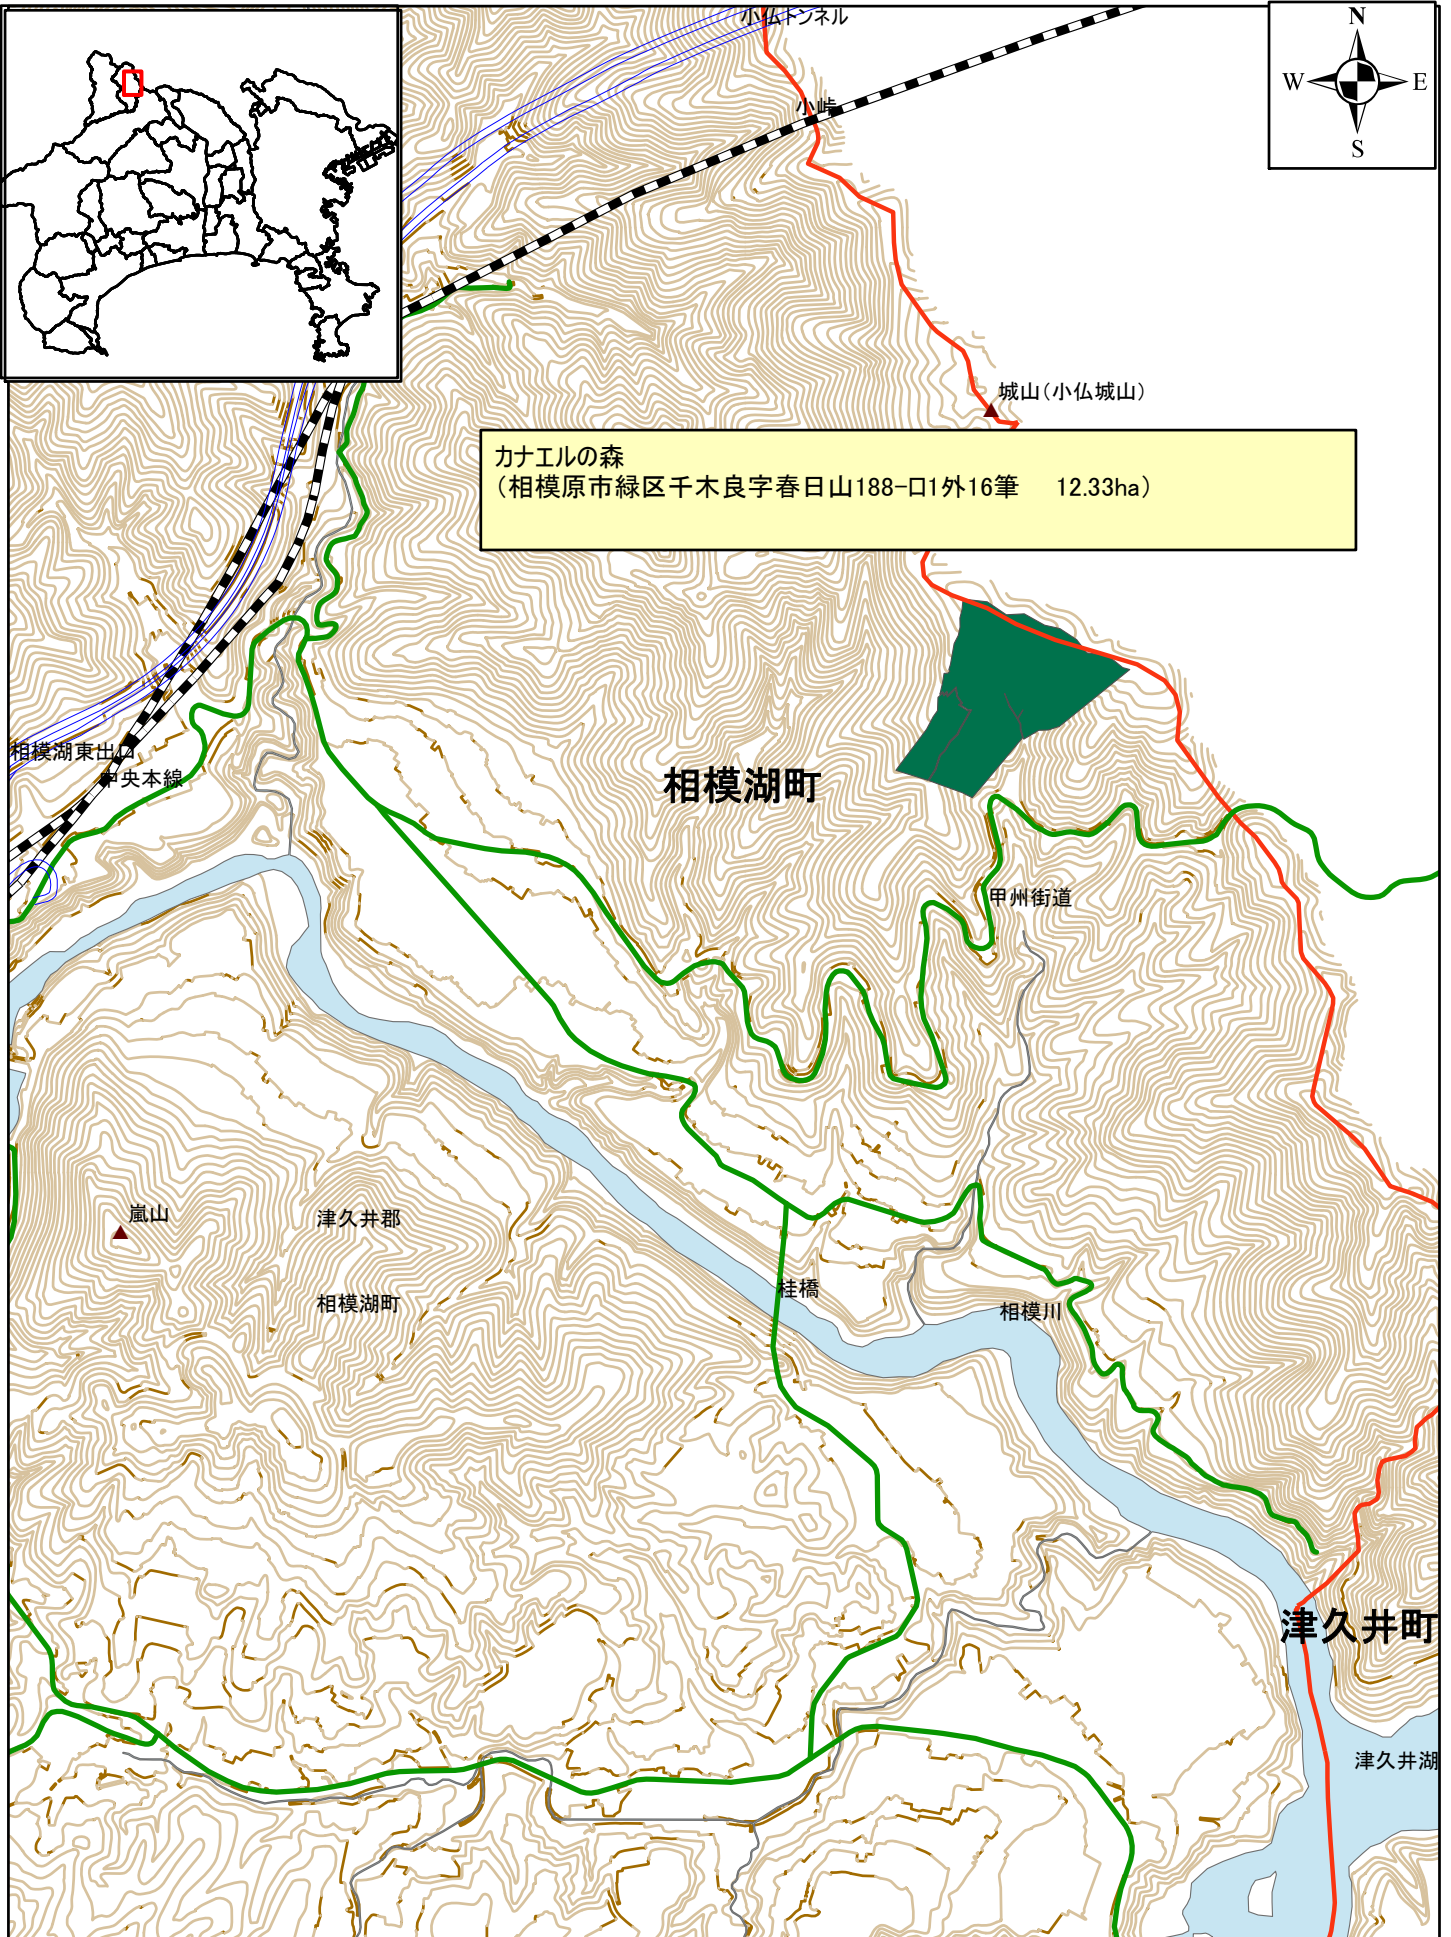 小仏トンネル
N
W E
S
小峠
城山(小仏城山)
カナエルの森
(相模原市緑区千木良字春日山188-ロ1外16筆 12.33ha)
相模湖東出口
中央本線
相模湖町
甲州街道
嵐山
津久井郡
相模湖町
桂橋
相模川
津久井町
津久井湖